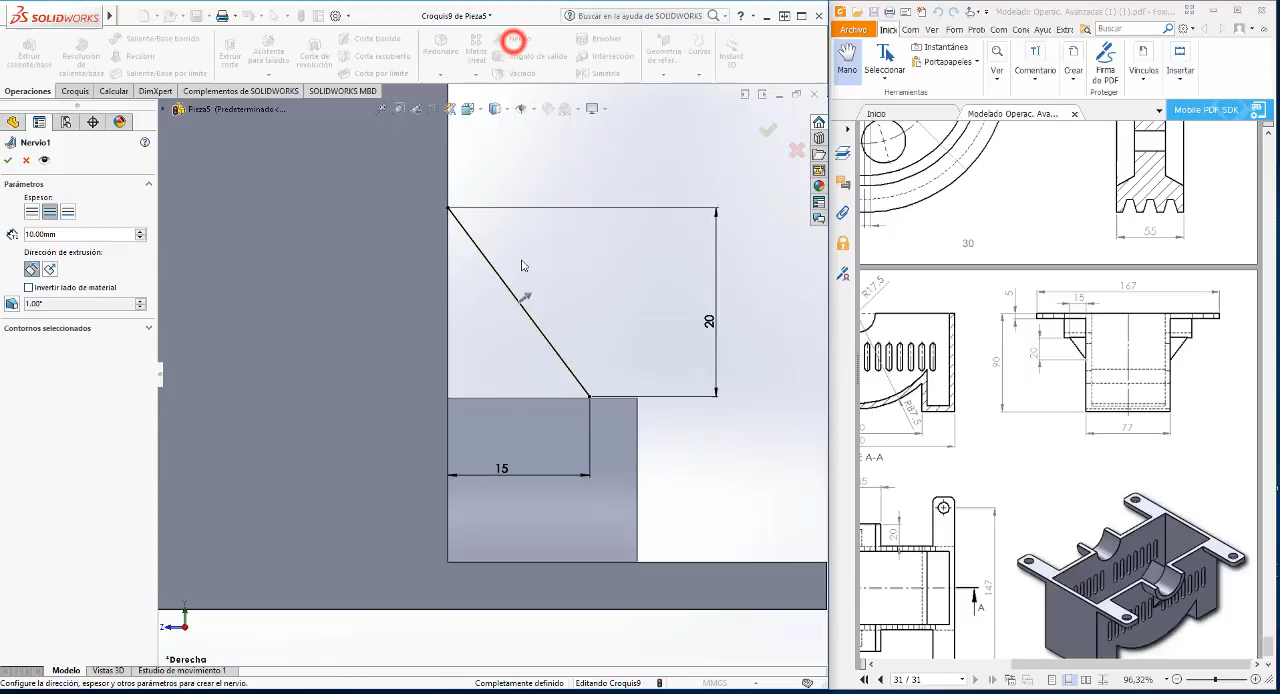 SOLIDWORKS
Croquis9 de Pieza5 *
Buscar en la ayuda de SOLIDWORKS
Modelado Operac. Avanzadas (1) (1).pdf - Fox...
Extruir saliente/base
Revolución de saliente/base
Saliente/Base barrido
Recubrir
Saliente/Base por límite
Extruir corte
Asistente para taladro
Corte de revolución
Corte barrido
Corte recubierto
Corte por límite
Redondeo
Matriz lineal
Ángulo de salida
Vaciado
Envolver
Intersección
Simetría
Geometría de refer...
Curvas
Instant 3D
Operaciones
Croquis
Calcular
DimXpert
Complementos de SOLIDWORKS
SOLIDWORKS MBD
Archivo
Inici
Com
Ver
Form
Prot
Com
Ayu
Extra
Buscar
Mano
Seleccionar
Instantánea
Portapapeles
Ver
Comentario
Crear
Firma de PDF
Vínculos
Insertar
Herramientas
Proteger
Inicio
Modelado Operac. Ava...
Mobile PDF SDK
Pieza5 (Predeterminado <...
Nervio1
Parámetros
Espesor:
10.00mm
Dirección de extrusión:
Invertir lado de material
1.00°
Contornos seleccionados
20
15
Z
*Derecha
Modelo
Vistas 3D
Estudio de movimiento 1
Configure la dirección, espesor y otros parámetros para crear el nervio.
Completamente definido
Editando Croquis9
MMGS
55
30
R17,5
R87,5
E A-A
5
15
167
90
20
77
20
147
A
31 / 31
96,32%